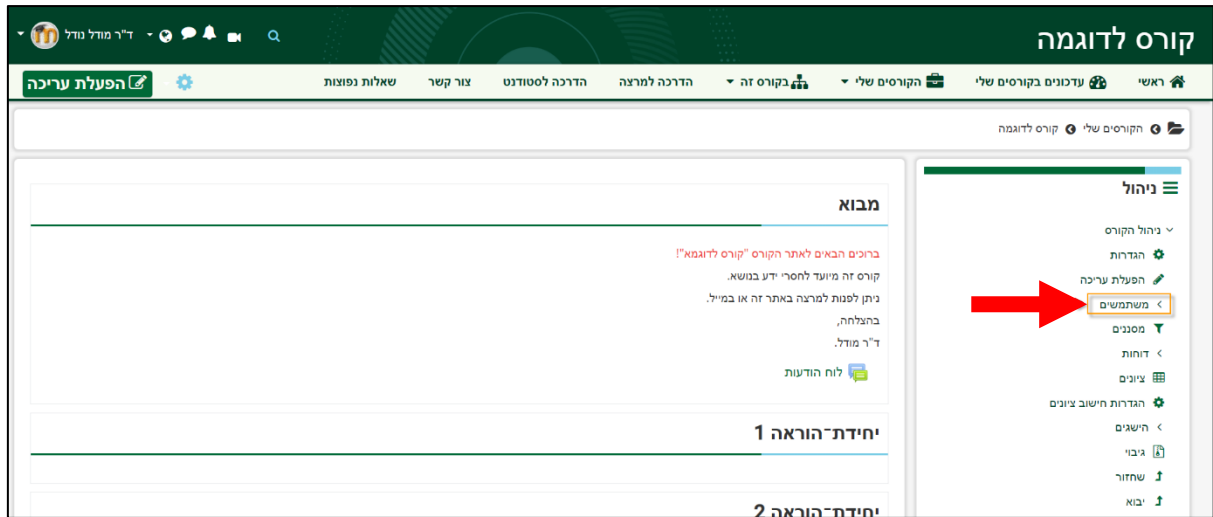 קורס לדוגמה
ד"ר מודל נודל
ראשי
עדכונים בקורסים שלי
הקורסים שלי
בקורס זה
הדרכה למרצה
הדרכה לסטודנט
צור קשר
שאלות נפוצות
הפעלת עריכה
הקורסים שלי
קורס לדוגמה
ניהול
ניהול הקורס
הגדרות
הפעלת עריכה
משתמשים
מסננים
דוחות
ציונים
הגדרות חישוב ציונים
הישגים
גיבוי
שחזור
יבוא
מבוא
ברוכים הבאים לאתר הקורס "קורס לדוגמא"!
קורס זה מיועד לחסרי ידע בנושא.
ניתן לפנות למרצה באתר זה או במייל.
בהצלחה,
ד"ר מודל.
לוח הודעות
יחידת־הוראה 1
יחידת־הוראה 2